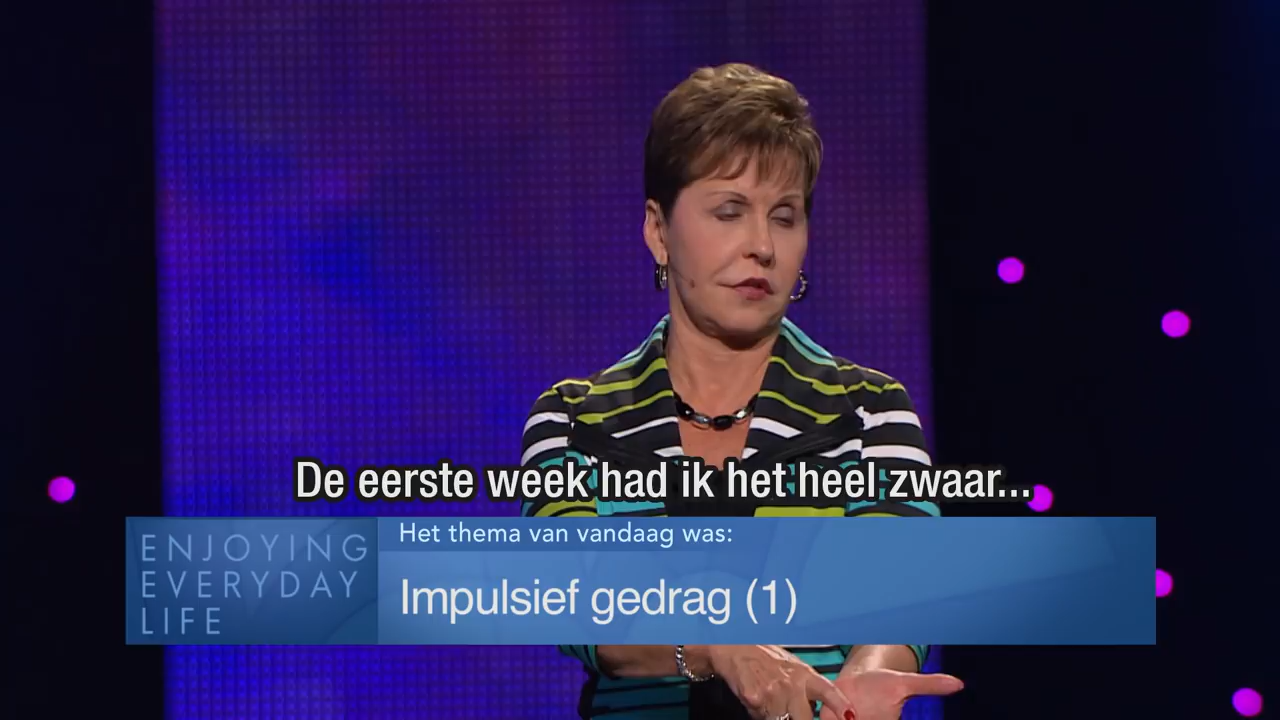 De eerste week had ik het heel zwaar...
Het thema van vandaag was:
ENJOYING
EVERYDAY
LIFE
Impulsief gedrag (1)